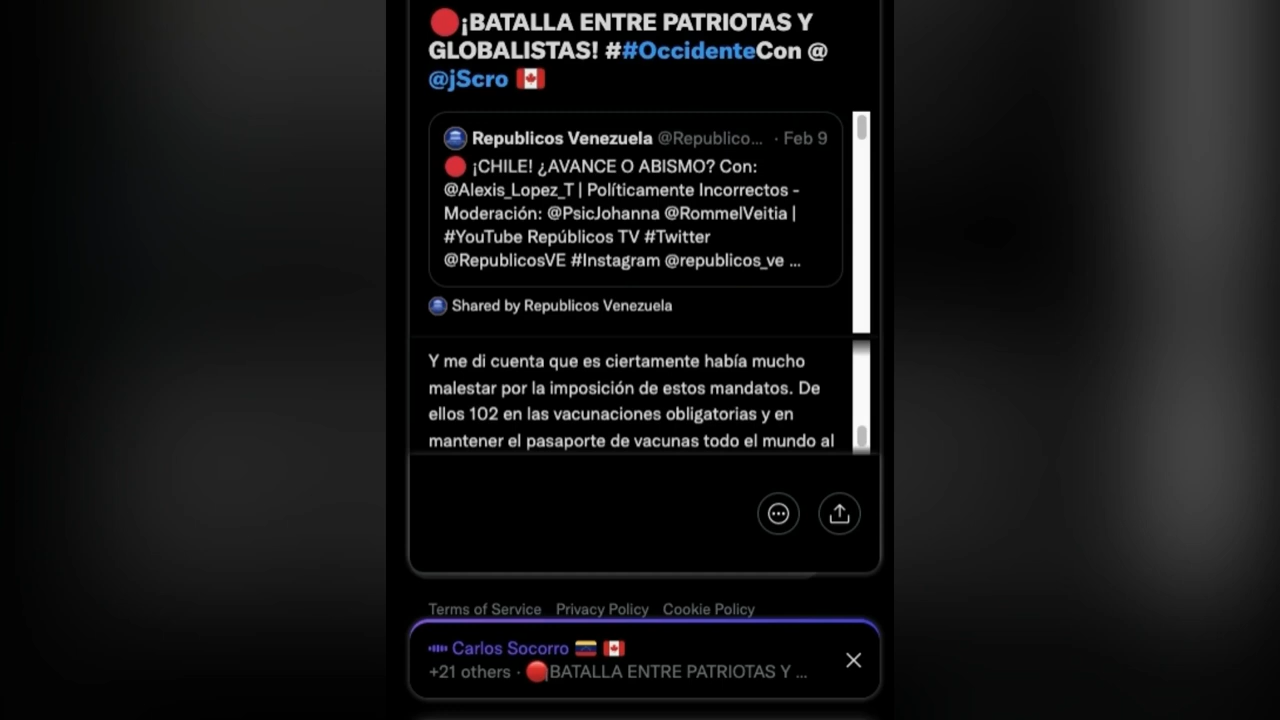 🔴¡BATALLA ENTRE PATRIOTAS Y
GLOBALISTAS! ##OccidenteCon @
@jScro 🇨🇦
Republicos Venezuela @Republico... · Feb 9
🔴 ¡CHILE! ¿AVANCE O ABISMO? Con:
@Alexis_Lopez_T | Políticamente Incorrectos -
Moderación: @PsicJohanna @RommelVeitia |
#YouTube Repúblicos TV #Twitter
@RepublicosVE #Instagram @republicos_ve ...
Shared by Republicos Venezuela
Y me di cuenta que es ciertamente había mucho
malestar por la imposición de estos mandatos. De
ellos 102 en las vacunaciones obligatorias y en
mantener el pasaporte de vacunas todo el mundo al
Terms of Service Privacy Policy Cookie Policy
Carlos Socorro 🇻🇪 🇨🇦
+21 others · 🔴¡BATALLA ENTRE PATRIOTAS Y ...